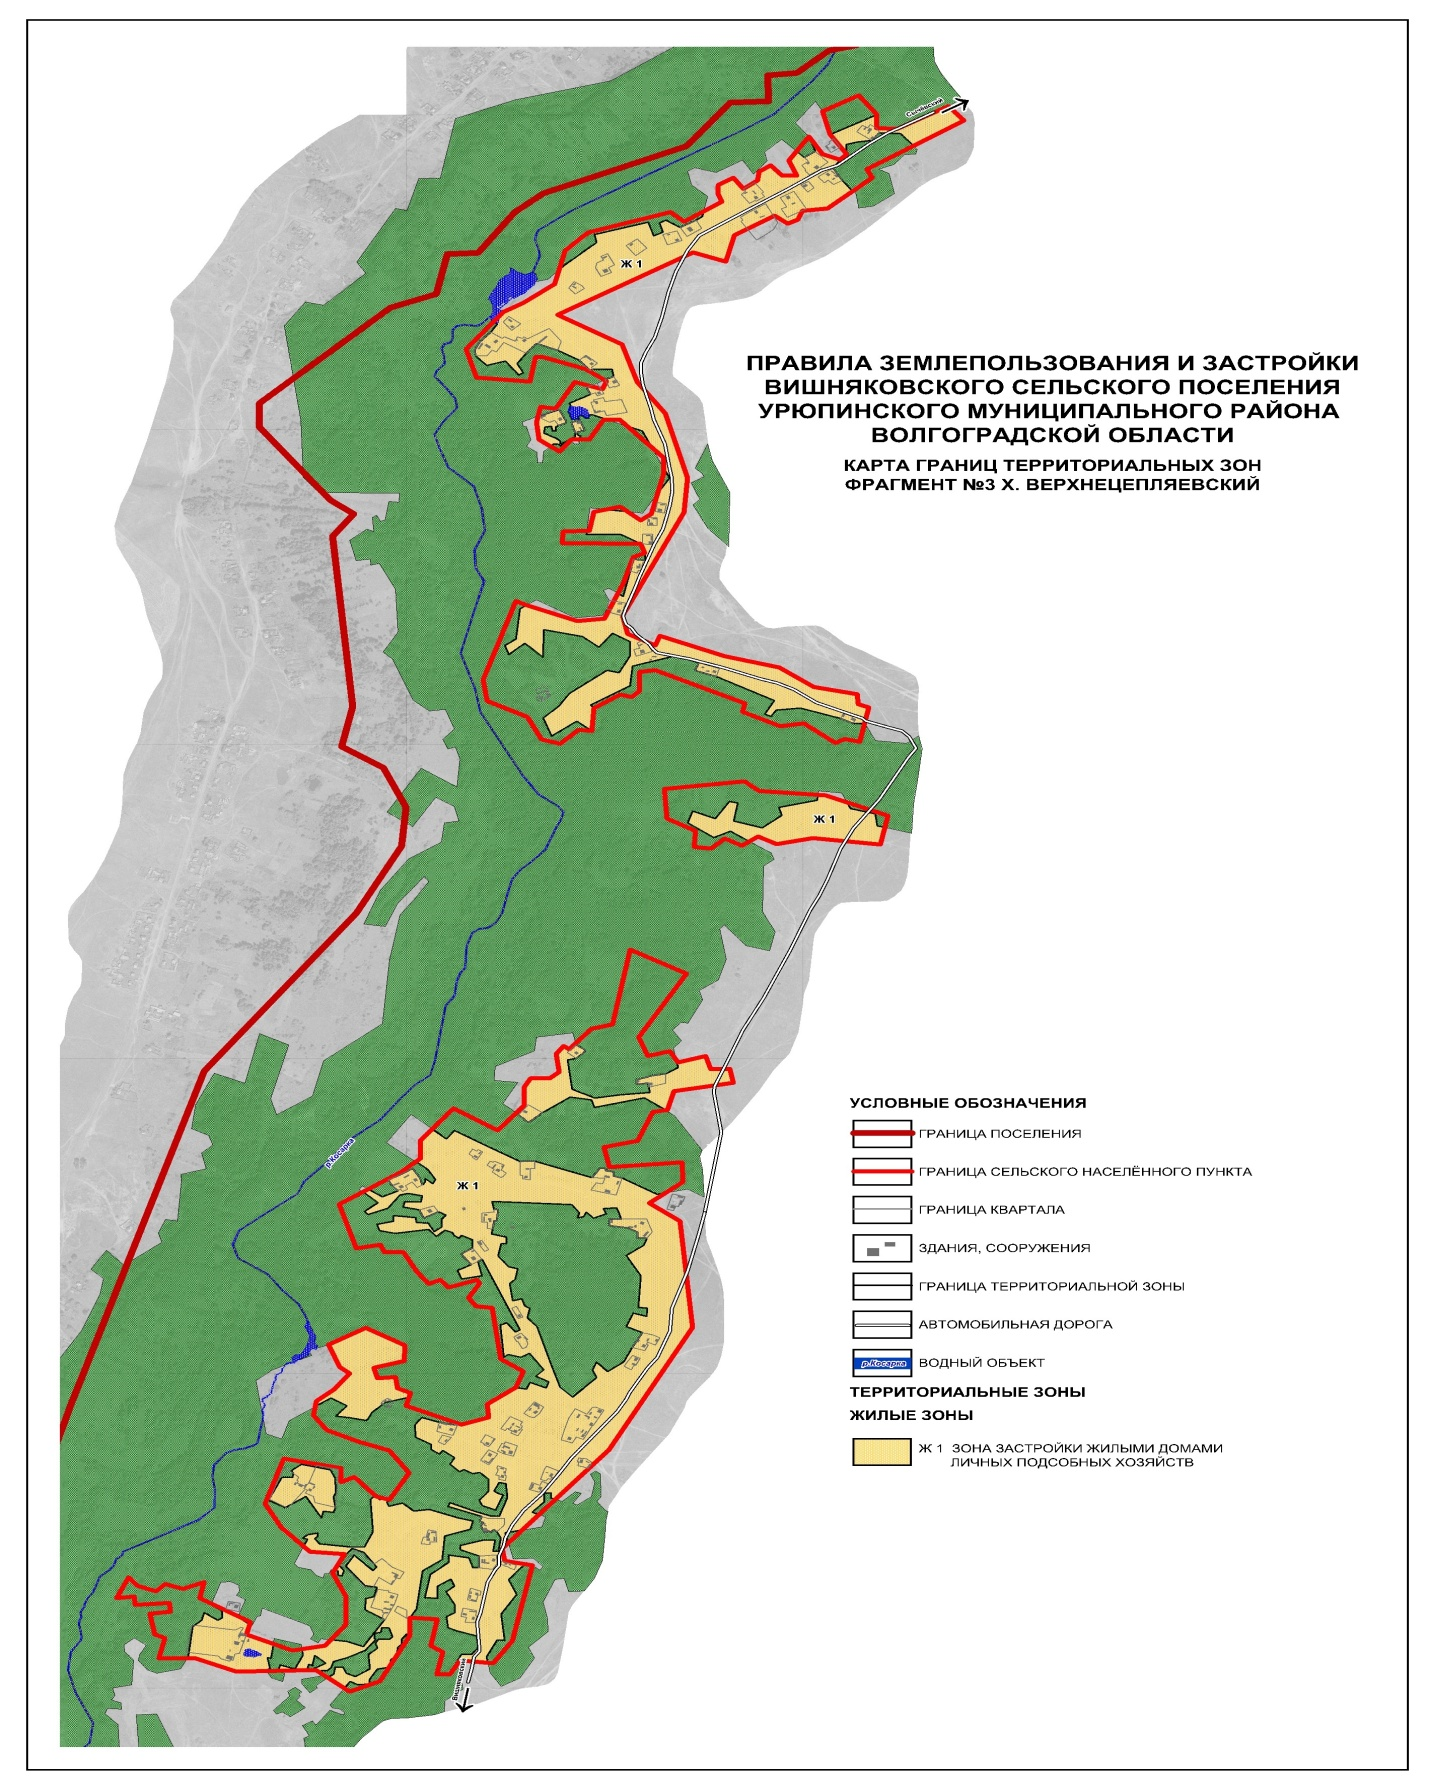 Сычёвский
Ж 1
ПРАВИЛА ЗЕМЛЕПОЛЬЗОВАНИЯ И ЗАСТРОЙКИ
ВИШНЯКОВСКОГО СЕЛЬСКОГО ПОСЕЛЕНИЯ
УРЮПИНСКОГО МУНИЦИПАЛЬНОГО РАЙОНА
ВОЛГОГРАДСКОЙ ОБЛАСТИ
КАРТА ГРАНИЦ ТЕРРИТОРИАЛЬНЫХ ЗОН
ФРАГМЕНТ №3 Х. ВЕРХНЕЦЕПЛЯЕВСКИЙ
Ж 1
р.Косарка
Ж 1
УСЛОВНЫЕ ОБОЗНАЧЕНИЯ
ГРАНИЦА ПОСЕЛЕНИЯ
ГРАНИЦА СЕЛЬСКОГО НАСЕЛЁННОГО ПУНКТА
ГРАНИЦА КВАРТАЛА
ЗДАНИЯ, СООРУЖЕНИЯ
ГРАНИЦА ТЕРРИТОРИАЛЬНОЙ ЗОНЫ
АВТОМОБИЛЬНАЯ ДОРОГА
р.Косарка ВОДНЫЙ ОБЪЕКТ
ТЕРРИТОРИАЛЬНЫЕ ЗОНЫ
ЖИЛЫЕ ЗОНЫ
Ж 1 ЗОНА ЗАСТРОЙКИ ЖИЛЫМИ ДОМАМИ
ЛИЧНЫХ ПОДСОБНЫХ ХОЗЯЙСТВ
Вишняковский